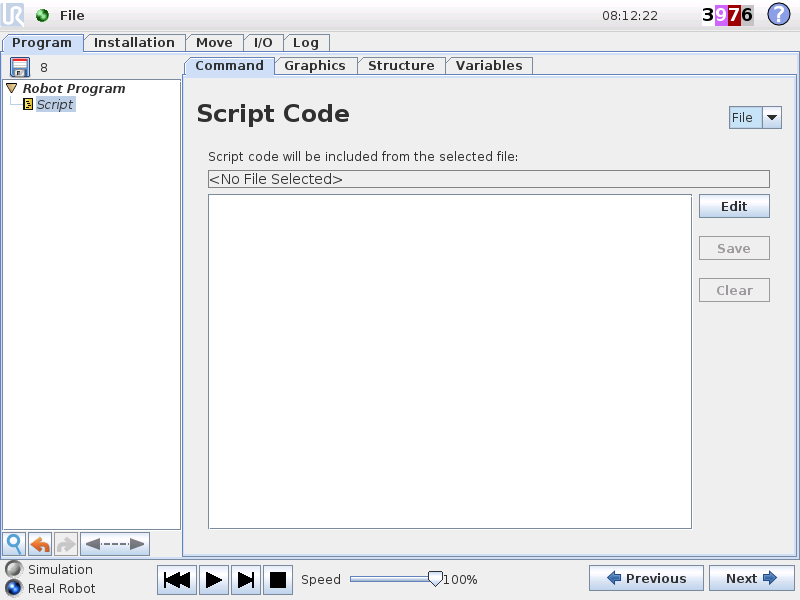 UR File 08:12:22 3976 ?
Program Installation Move I/O Log
8
Command Graphics Structure Variables
Robot Program
Script
Script Code
File
Script code will be included from the selected file:
<No File Selected>
Edit
Save
Clear
Simulation
Real Robot
Speed 100%
Previous Next